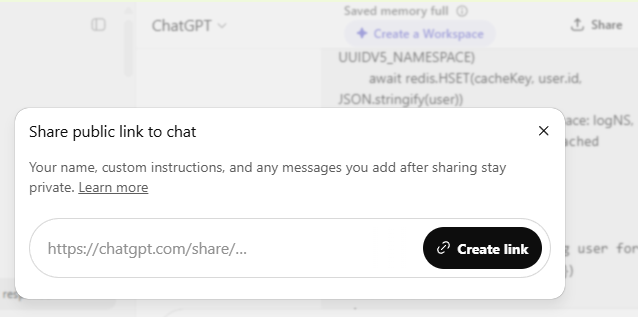 Saved memory full
ChatGPT
Create a Workspace
Share
UUIDV5_NAMESPACE)
await redis.HSET(cacheKey, user.id,
JSON.stringify(user))
Share public link to chat
ace: logNS,
ached
Your name, custom instructions, and any messages you add after sharing stay
private. Learn more
https://chatgpt.com/share/...
Create link
g user for
})